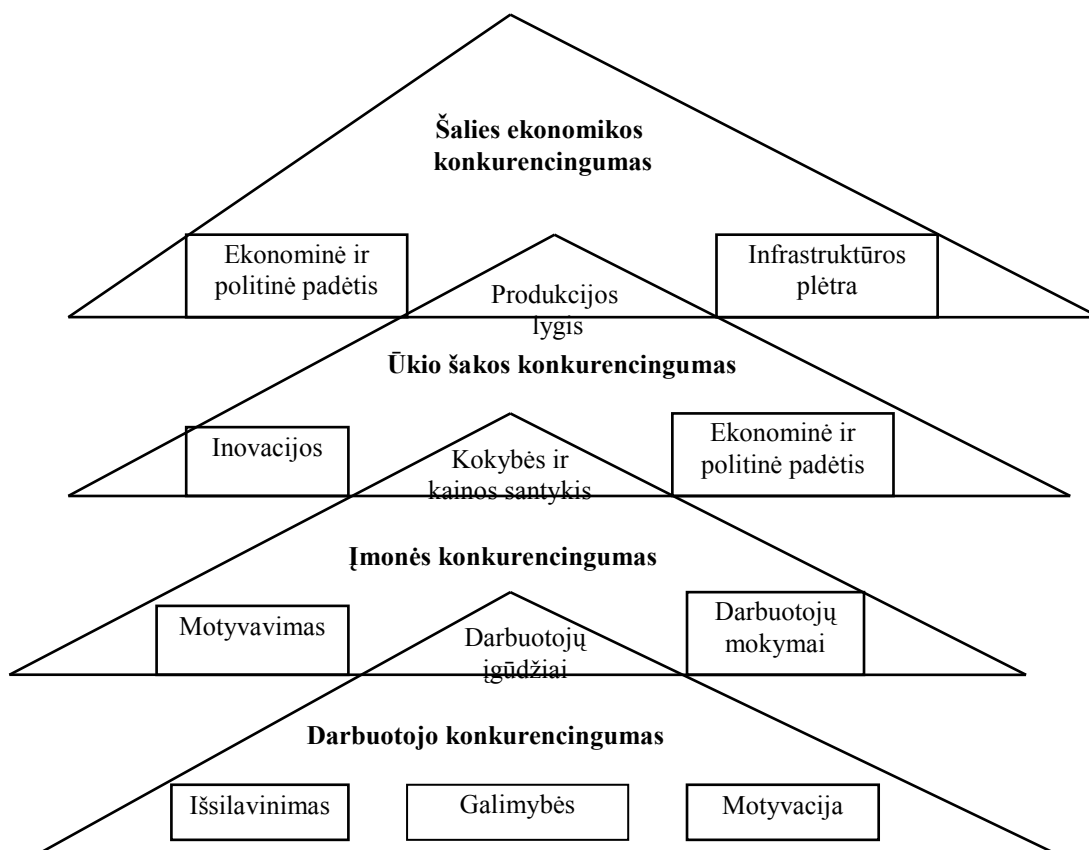 Šalies ekonomikos
konkurencingumas
Ekonominė ir
politinė padėtis
Produkcijos
lygis
Infrastruktūros
plėtra
Ūkio šakos konkurencingumas
Inovacijos
Kokybės ir
kainos santykis
Ekonominė ir
politinė padėtis
Įmonės konkurencingumas
Motyvavimas
Darbuotojų
įgūdžiai
Darbuotojų
mokymai
Darbuotojo konkurencingumas
Išsilavinimas
Galimybės
Motyvacija